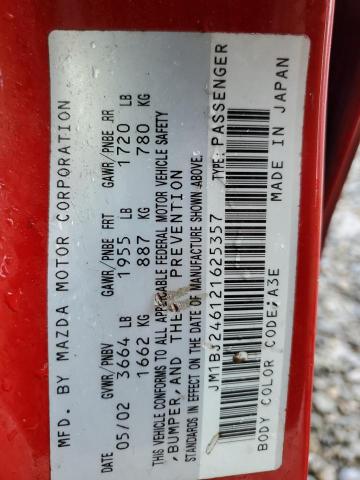 MFD. BY MAZDA MOTOR CORPORATION
GVWR/PNBV GAWR/PNBE FRT GAWR/PNBE RR
05/02 3664 LB 1955 LB 1720 LB
1662 KG 887 KG 780 KG
THIS VEHICLE CONFORMS TO ALL APPLICABLE FEDERAL MOTOR VEHICLE SAFETY
, BUMPER, AND THEFT PREVENTION
STANDARDS IN EFFECT ON THE DATE OF MANUFACTURE SHOWN ABOVE.
JM1BJ246121625357 TYPE: PASSENGER
BODY COLOR CODE; A3E MADE IN JAPAN